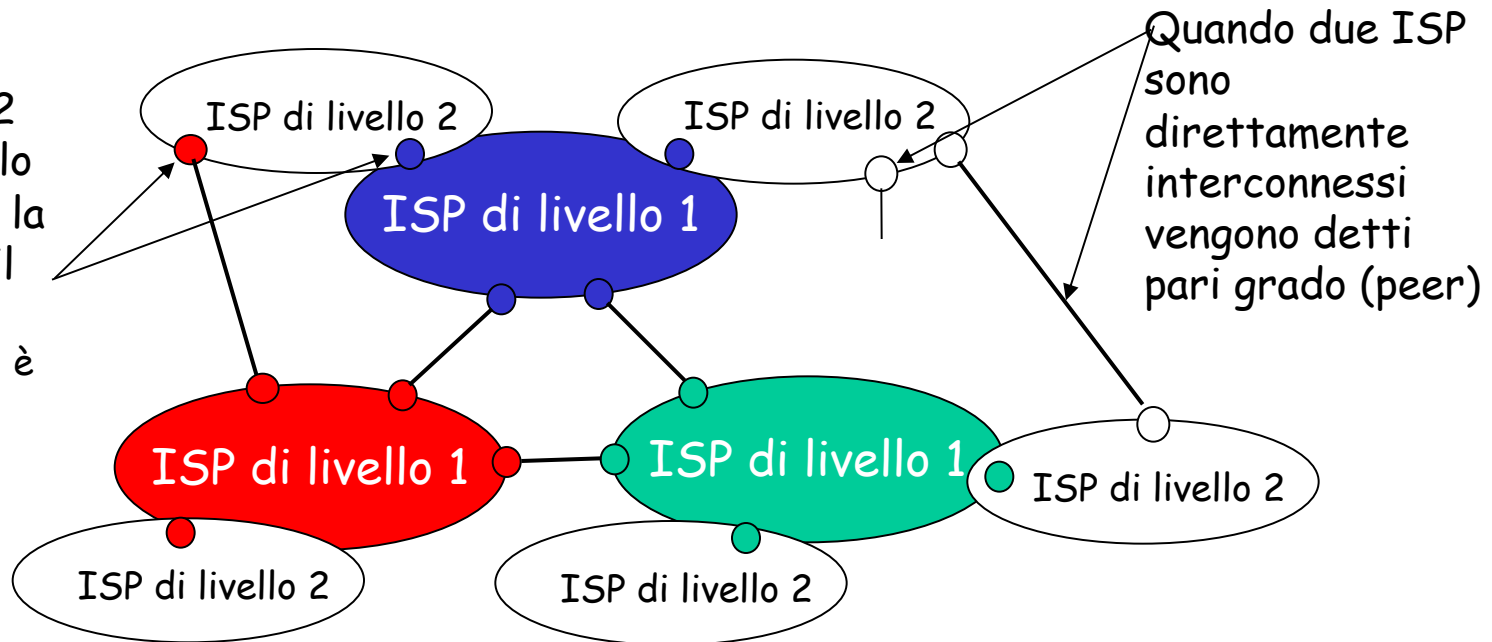 2
lo
la
l
è
ISP di livello 2
ISP di livello 2
ISP di livello 1
Quando due ISP
sono
direttamente
interconnessi
vengono detti
pari grado (peer)
ISP di livello 1
ISP di livello 1
ISP di livello 2
ISP di livello 2
ISP di livello 2